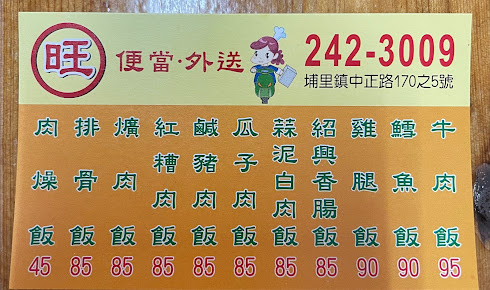 旺 便當·外送 242-3009
埔里鎮中正路170之5號
肉燥飯 45
排骨飯 85
爌肉飯 85
紅糟肉飯 85
鹹豬肉飯 85
瓜子肉飯 85
蒜泥白肉飯 85
紹興香腸飯 85
雞腿飯 90
鱈魚飯 90
牛肉飯 95